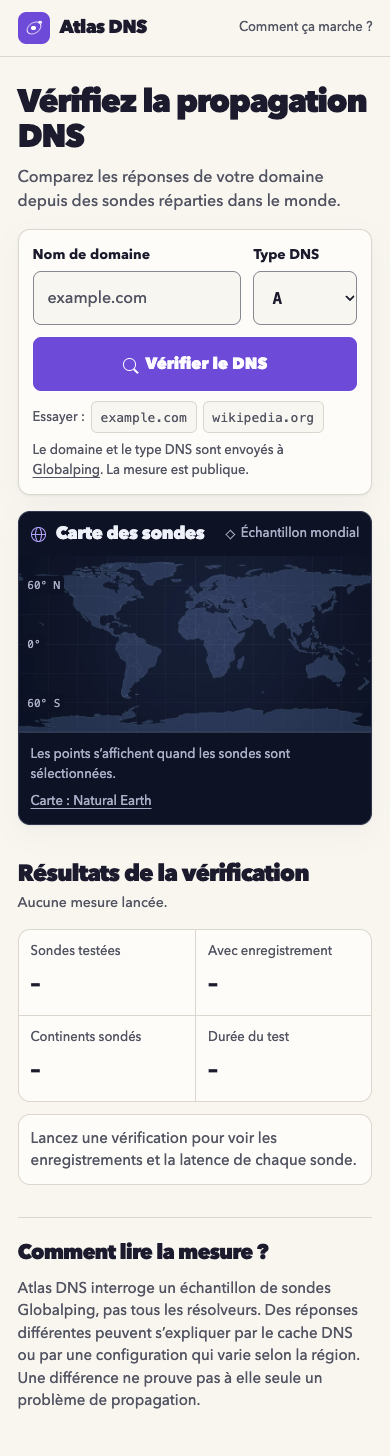 Atlas DNS
Comment ça marche ?
Vérifiez la propagation
DNS
Comparez les réponses de votre domaine
depuis des sondes réparties dans le monde.
Nom de domaine
Type DNS
example.com
A
Vérifier le DNS
Essayer :
example.com
wikipedia.org
Le domaine et le type DNS sont envoyés à
Globalping. La mesure est publique.
Carte des sondes
Échantillon mondial
60° N
0°
60° S
Les points s’affichent quand les sondes sont
sélectionnées.
Carte : Natural Earth
Résultats de la vérification
Aucune mesure lancée.
Sondes testées
Avec enregistrement
–
–
Continents sondés
Durée du test
–
–
Lancez une vérification pour voir les
enregistrements et la latence de chaque sonde.
Comment lire la mesure ?
Atlas DNS interroge un échantillon de sondes
Globalping, pas tous les résolveurs. Des réponses
différentes peuvent s’expliquer par le cache DNS
ou par une configuration qui varie selon la région.
Une différence ne prouve pas à elle seule un
problème de propagation.